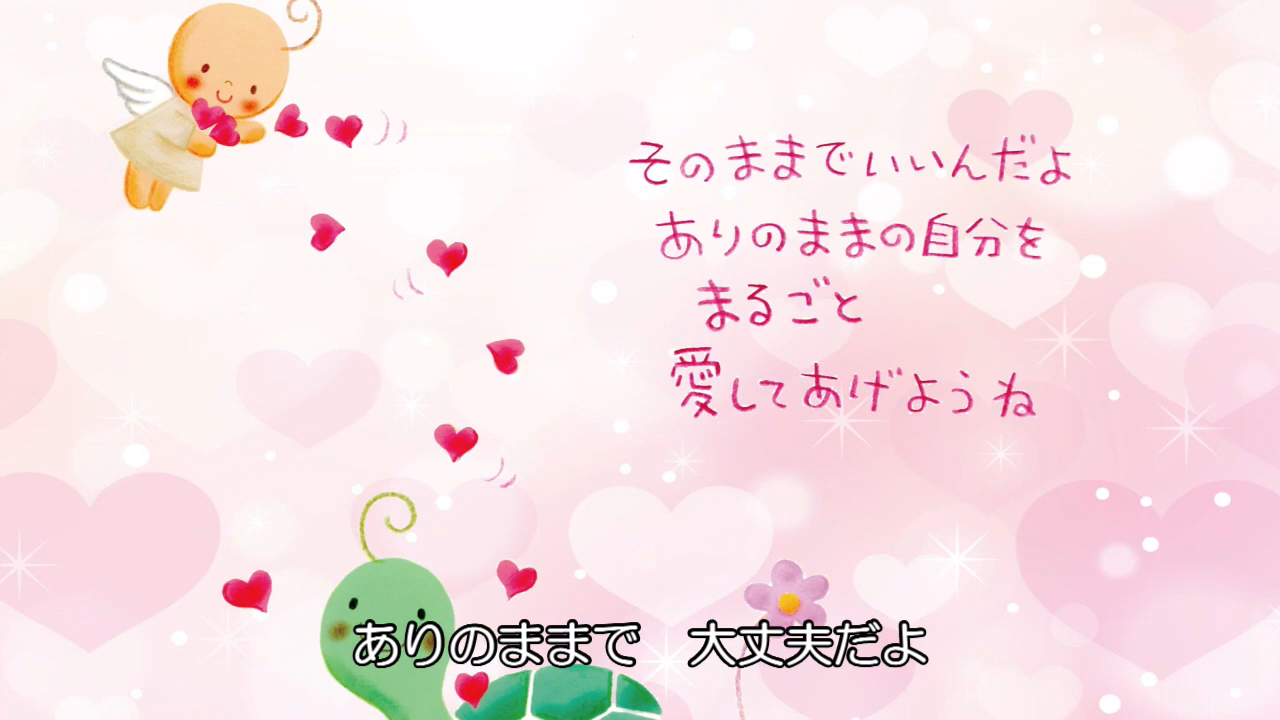 そのままでいいんだよ
ありのままの自分を
まるごと
愛してあげようね
ありのままで　大丈夫だよ